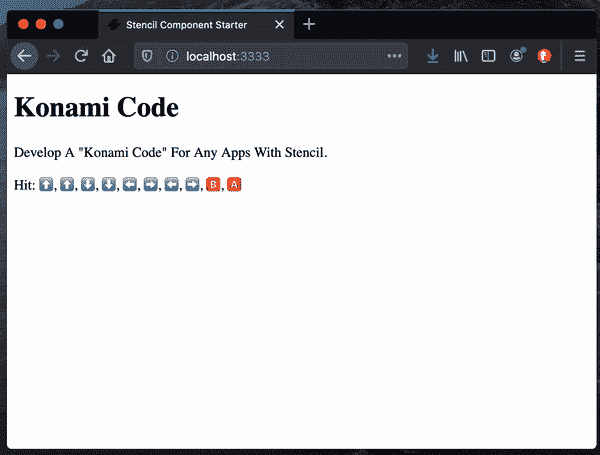 Stencil Component Starter
localhost:3333
Konami Code
Develop A "Konami Code" For Any Apps With Stencil.
Hit: ⬆️, ⬆️, ⬇️, ⬇️, ⬅️, ➡️, ⬅️, ➡️, 🅱️, 🅰️